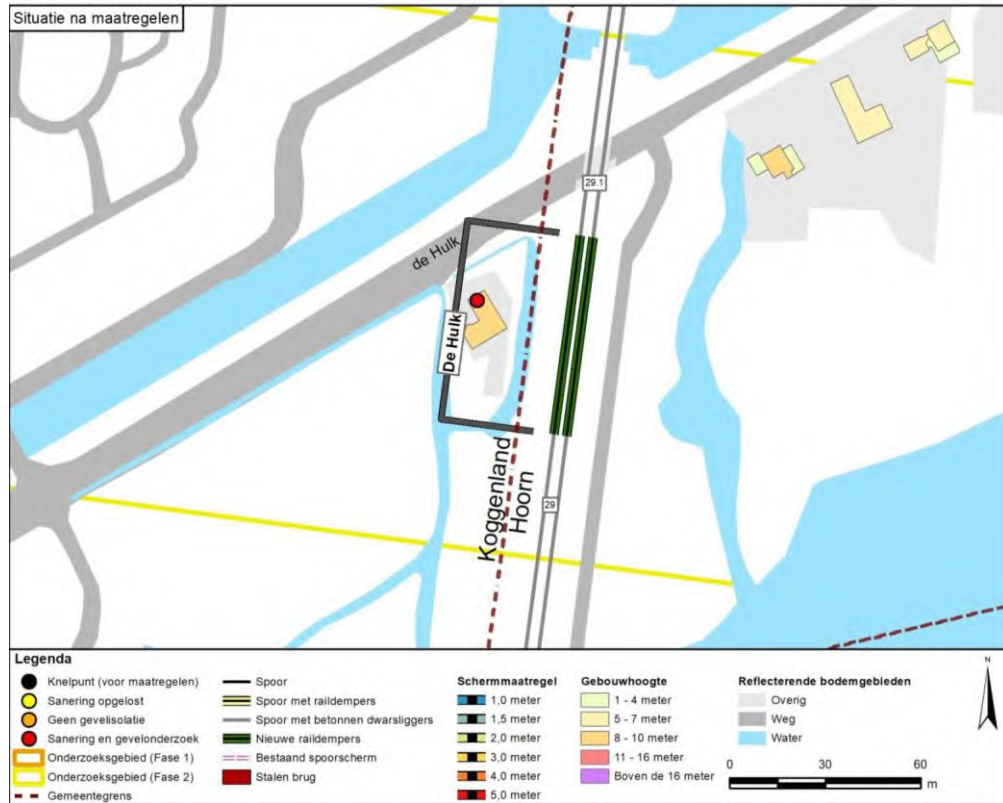 Situatie na maatregelen
29.1
de Hulk
De Hulk
Koggenland
Hoorn
29
Legenda
Knelpunt (voor maatregelen)
Sanering opgelost
Geen gevelisolatie
Sanering en gevelonderzoek
Onderzoeksgebied (Fase 1)
Onderzoeksgebied (Fase 2)
Gemeentegrens
Spoor
Spoor met raildempers
Spoor met betonnen dwarsliggers
Nieuwe raildempers
Bestaand spoorscherm
Stalen brug
Schermmaatregel
1,0 meter
1,5 meter
2,0 meter
3,0 meter
4,0 meter
5,0 meter
Gebouwhoogte
1 - 4 meter
5 - 7 meter
8 - 10 meter
11 - 16 meter
Boven de 16 meter
Reflecterende bodemgebieden
Overig
Weg
Water
N
0 30 60
m